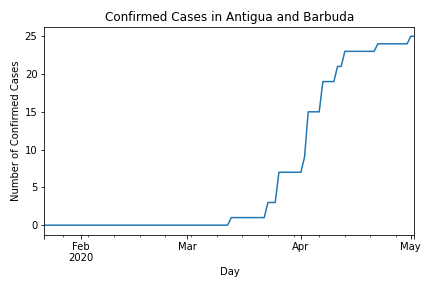 Confirmed Cases in Antigua and Barbuda
Number of Confirmed Cases
25
20
15
10
5
0
Feb
2020
Mar
Apr
May
Day